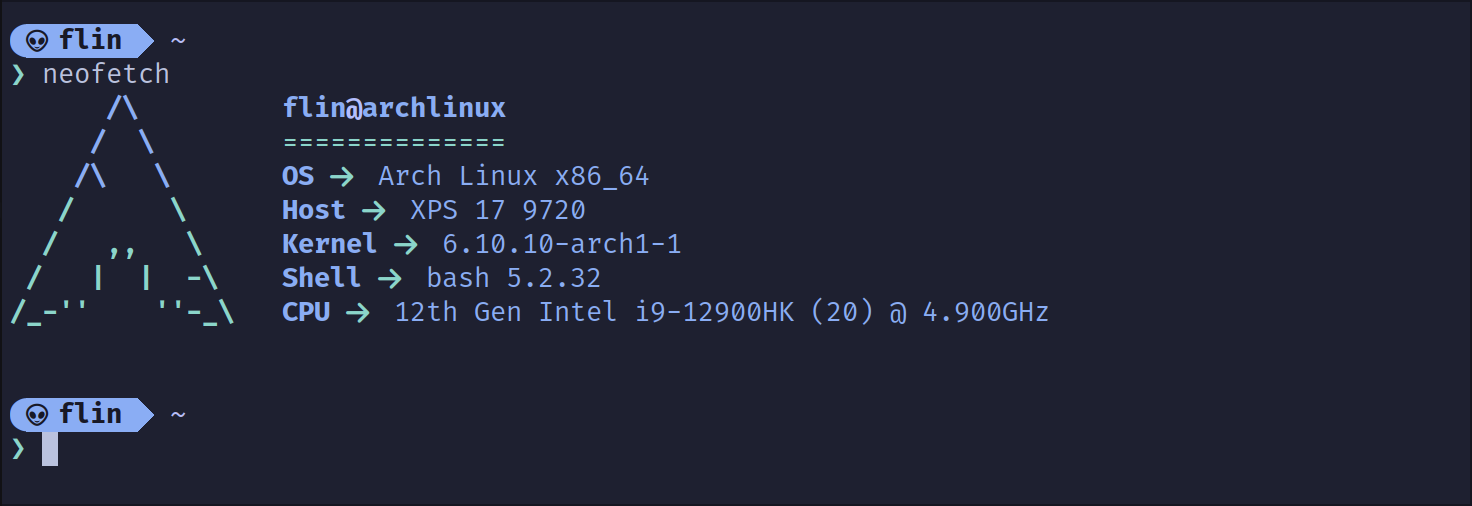 👽 flin ~
❯ neofetch
       /\        flin@archlinux
      /  \       ==============
     /\   \      OS → Arch Linux x86_64
    /      \     Host → XPS 17 9720
   /   ,,   \    Kernel → 6.10.10-arch1-1
  /   |  |  -\   Shell → bash 5.2.32
 /_-''    ''-_\  CPU → 12th Gen Intel i9-12900HK (20) @ 4.900GHz
👽 flin ~
❯